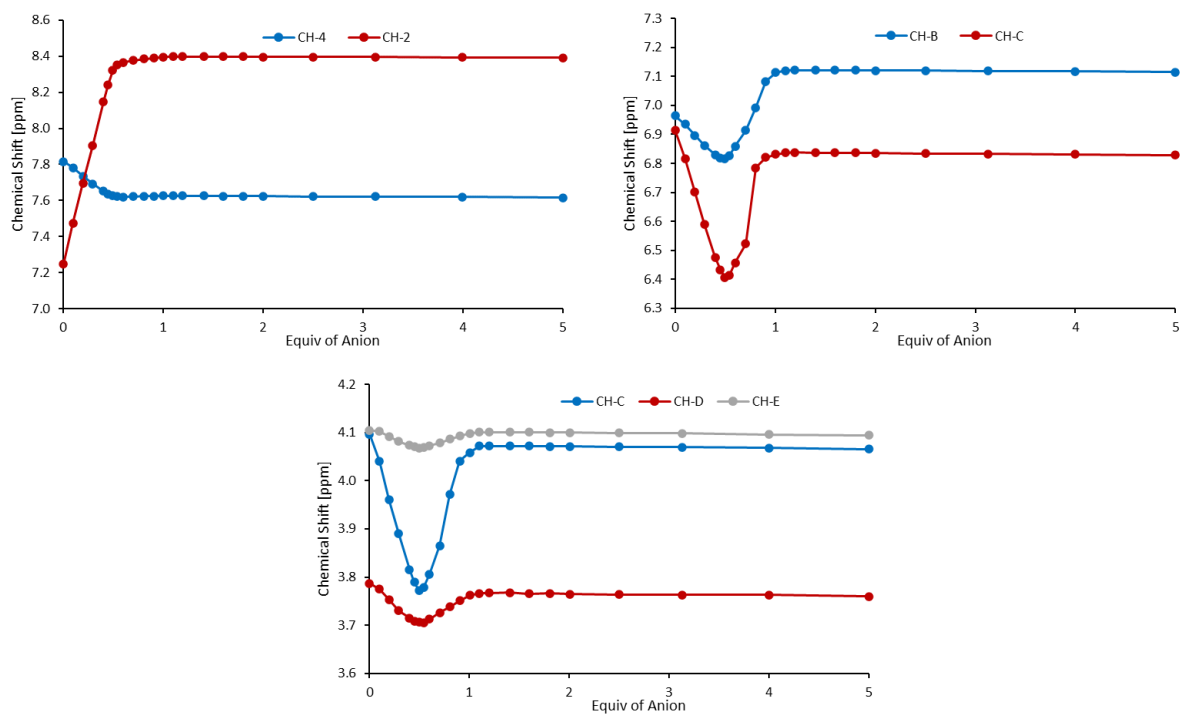 CH-4 CH-2
Chemical Shift [ppm]
8.6
8.4
8.2
8.0
7.8
7.6
7.4
7.2
7.0
0 1 2 3 4 5
Equiv of Anion
CH-B CH-C
Chemical Shift [ppm]
7.3
7.2
7.1
7.0
6.9
6.8
6.7
6.6
6.5
6.4
6.3
0 1 2 3 4 5
Equiv of Anion
CH-C CH-D CH-E
Chemical Shift [ppm]
4.2
4.1
4.0
3.9
3.8
3.7
3.6
0 1 2 3 4 5
Equiv of Anion